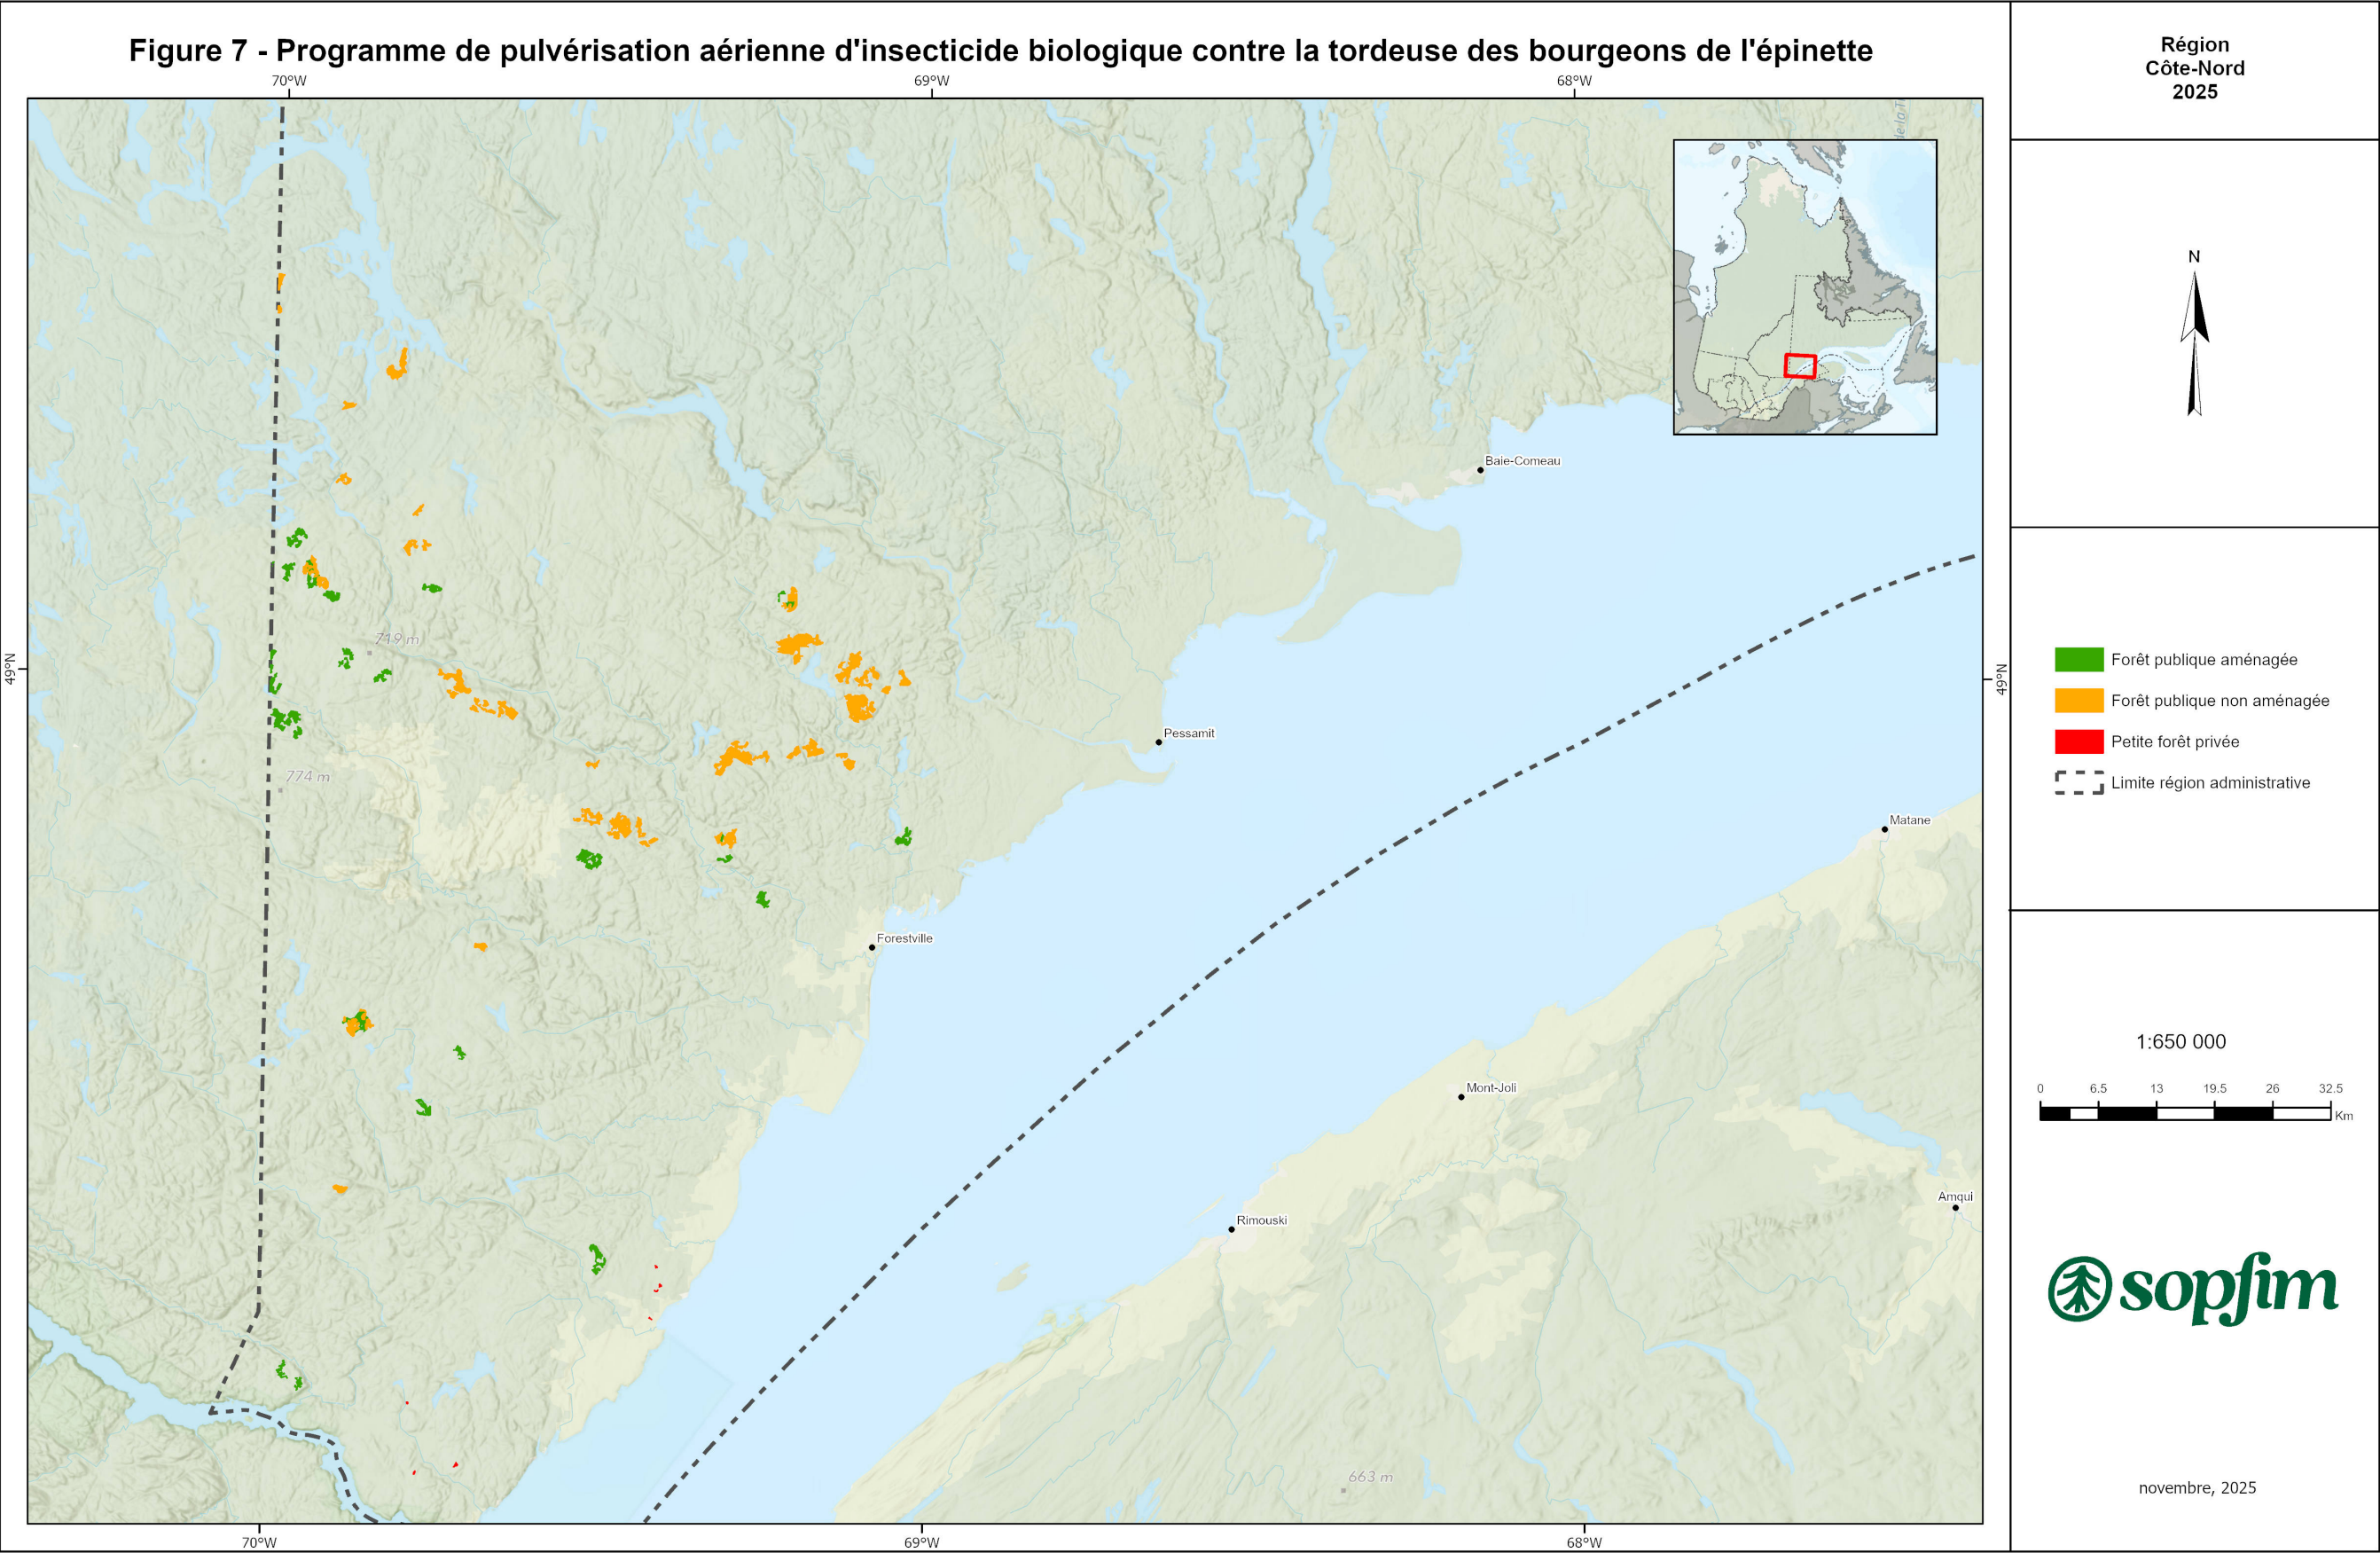 Figure 7 - Programme de pulvérisation aérienne d'insecticide biologique contre la tordeuse des bourgeons de l'épinette
70°W
69°W
68°W
49°N
49°N
719 m
774 m
663 m
Baie-Comeau
Pessamit
Forestville
Matane
Mont-Joli
Rimouski
Amqui
70°W
69°W
68°W
Région
Côte-Nord
2025
N
Forêt publique aménagée
Forêt publique non aménagée
Petite forêt privée
Limite région administrative
1:650 000
0 6.5 13 19.5 26 32.5
Km
sopfim
novembre, 2025